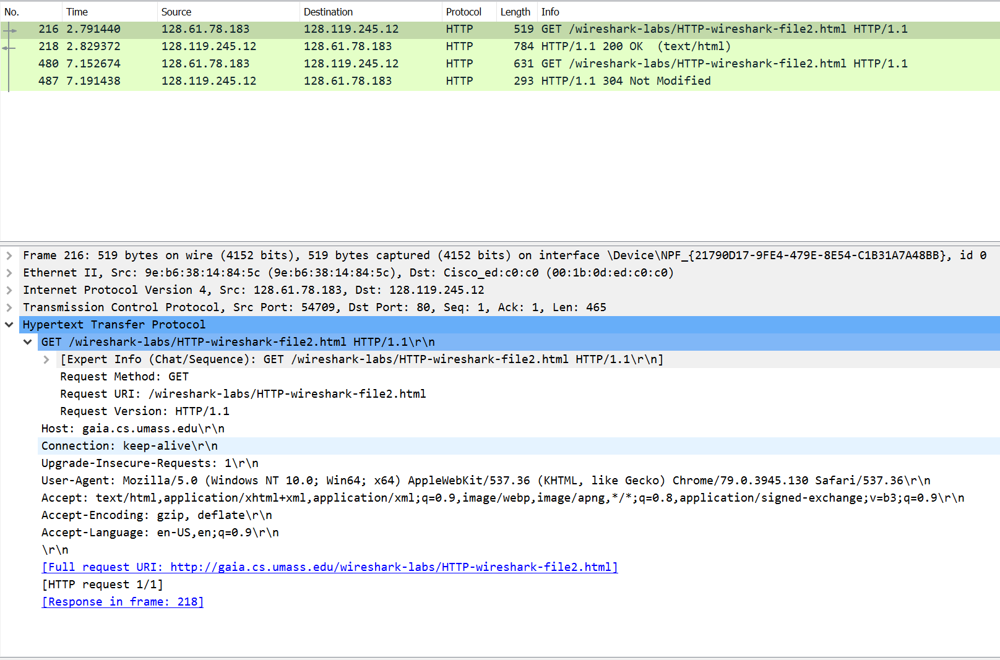 No. Time Source Destination Protocol Length Info
216 2.791440 128.61.78.183 128.119.245.12 HTTP 519 GET /wireshark-labs/HTTP-wireshark-file2.html HTTP/1.1
218 2.829372 128.119.245.12 128.61.78.183 HTTP 784 HTTP/1.1 200 OK  (text/html)
480 7.152674 128.61.78.183 128.119.245.12 HTTP 631 GET /wireshark-labs/HTTP-wireshark-file2.html HTTP/1.1
487 7.191438 128.119.245.12 128.61.78.183 HTTP 293 HTTP/1.1 304 Not Modified
Frame 216: 519 bytes on wire (4152 bits), 519 bytes captured (4152 bits) on interface \Device\NPF_{21790D17-9FE4-479E-8E54-C1B31A7A48BB}, id 0
Ethernet II, Src: 9e:b6:38:14:84:5c (9e:b6:38:14:84:5c), Dst: Cisco_ed:c0:c0 (00:1b:0d:ed:c0:c0)
Internet Protocol Version 4, Src: 128.61.78.183, Dst: 128.119.245.12
Transmission Control Protocol, Src Port: 54709, Dst Port: 80, Seq: 1, Ack: 1, Len: 465
Hypertext Transfer Protocol
GET /wireshark-labs/HTTP-wireshark-file2.html HTTP/1.1\r\n
[Expert Info (Chat/Sequence): GET /wireshark-labs/HTTP-wireshark-file2.html HTTP/1.1\r\n]
Request Method: GET
Request URI: /wireshark-labs/HTTP-wireshark-file2.html
Request Version: HTTP/1.1
Host: gaia.cs.umass.edu\r\n
Connection: keep-alive\r\n
Upgrade-Insecure-Requests: 1\r\n
User-Agent: Mozilla/5.0 (Windows NT 10.0; Win64; x64) AppleWebKit/537.36 (KHTML, like Gecko) Chrome/79.0.3945.130 Safari/537.36\r\n
Accept: text/html,application/xhtml+xml,application/xml;q=0.9,image/webp,image/apng,*/*;q=0.8,application/signed-exchange;v=b3;q=0.9\r\n
Accept-Encoding: gzip, deflate\r\n
Accept-Language: en-US,en;q=0.9\r\n
\r\n
[Full request URI: http://gaia.cs.umass.edu/wireshark-labs/HTTP-wireshark-file2.html]
[HTTP request 1/1]
[Response in frame: 218]